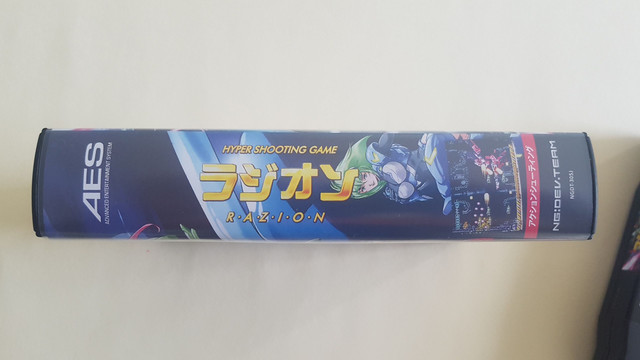 AES
ADVANCED ENTERTAINMENT SYSTEM
HYPER SHOOTING GAME
ラジオン
R·A·Z·I·O·N
アクションシューティング
NG:DEV.TEAM